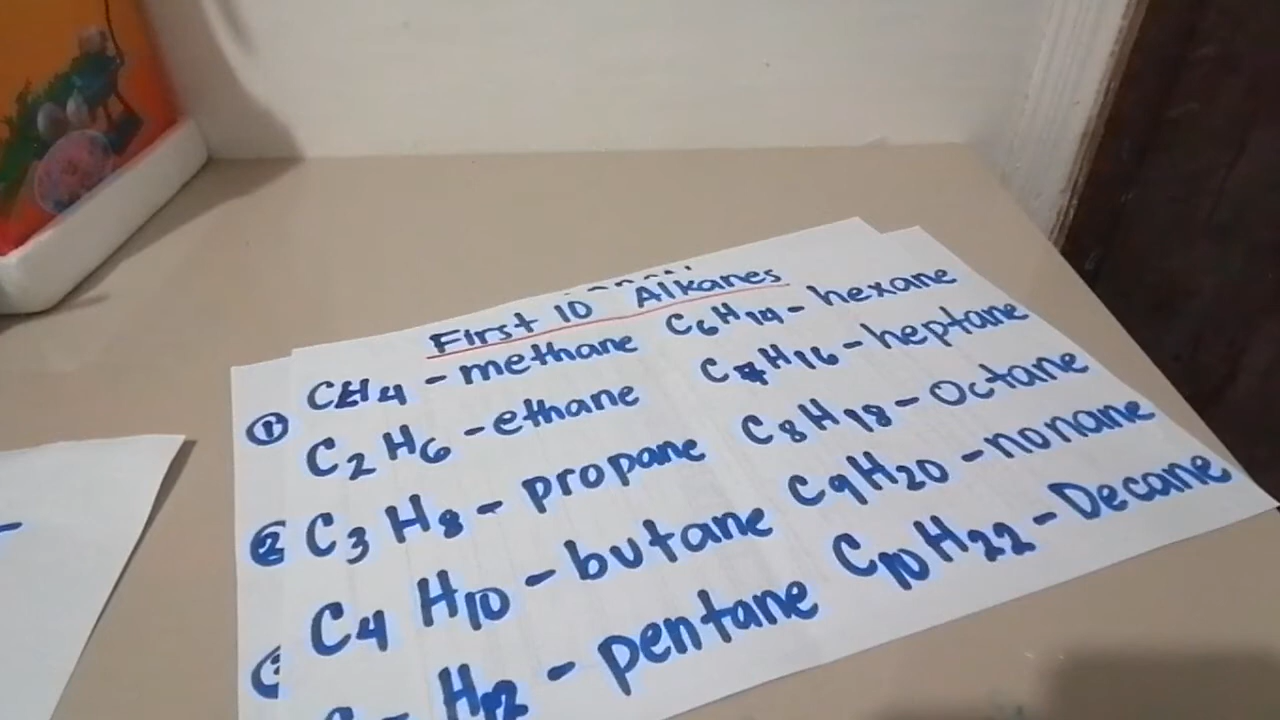 First 10 Alkanes
CH4 - methane
C2H6 - ethane
C3H8 - propane
C4H10 - butane
H12 - pentane
C6H14 - hexane
C7H16 - heptane
C8H18 - Octane
C9H20 - nonane
C10H22 - Decane
1
2